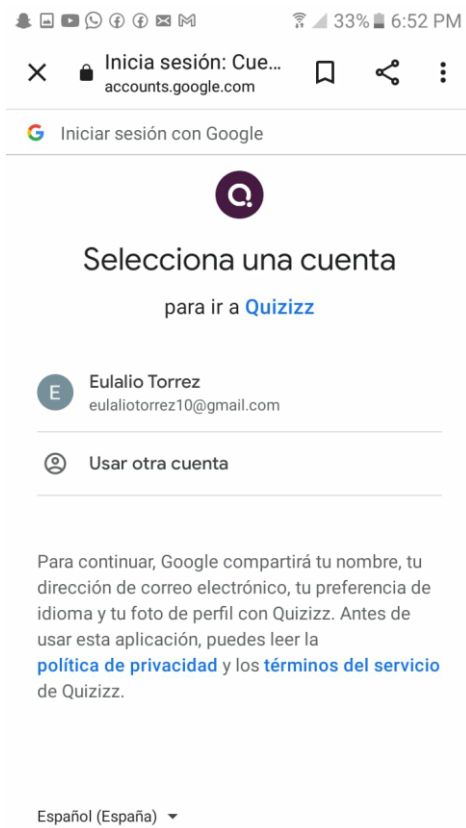 33% 6:52 PM
Inicia sesión: Cue...
accounts.google.com
Iniciar sesión con Google
Selecciona una cuenta
para ir a Quizizz
E
Eulalio Torrez
eulaliotorrez10@gmail.com
Usar otra cuenta
Para continuar, Google compartirá tu nombre, tu
dirección de correo electrónico, tu preferencia de
idioma y tu foto de perfil con Quizizz. Antes de
usar esta aplicación, puedes leer la
política de privacidad y los términos del servicio
de Quizizz.
Español (España)